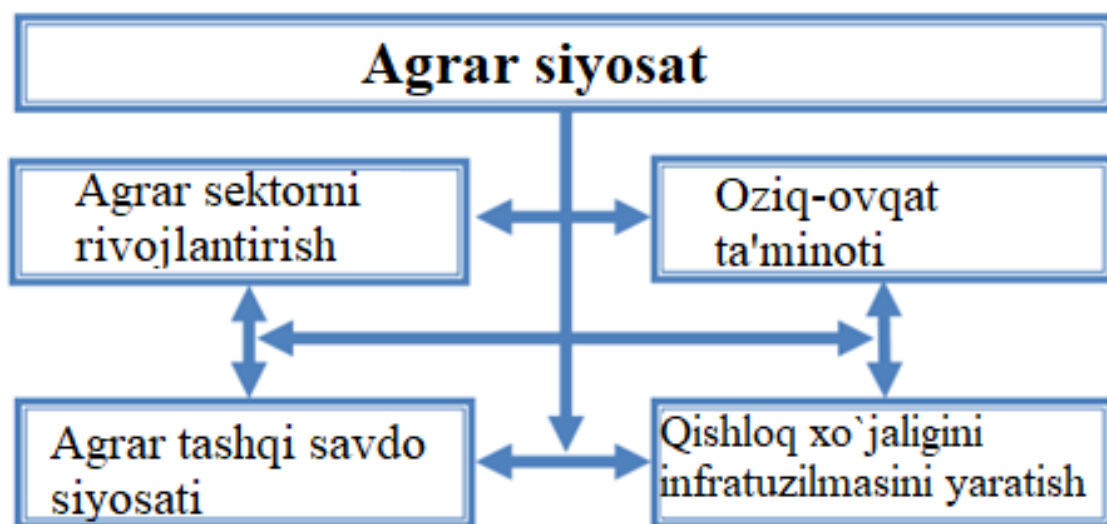 Agrar siyosat
Agrar sektorni
rivojlantirish
Oziq-ovqat
ta'minoti
Agrar tashqi savdo
siyosati
Qishloq xo`jaligini
infratuzilmasini yaratish